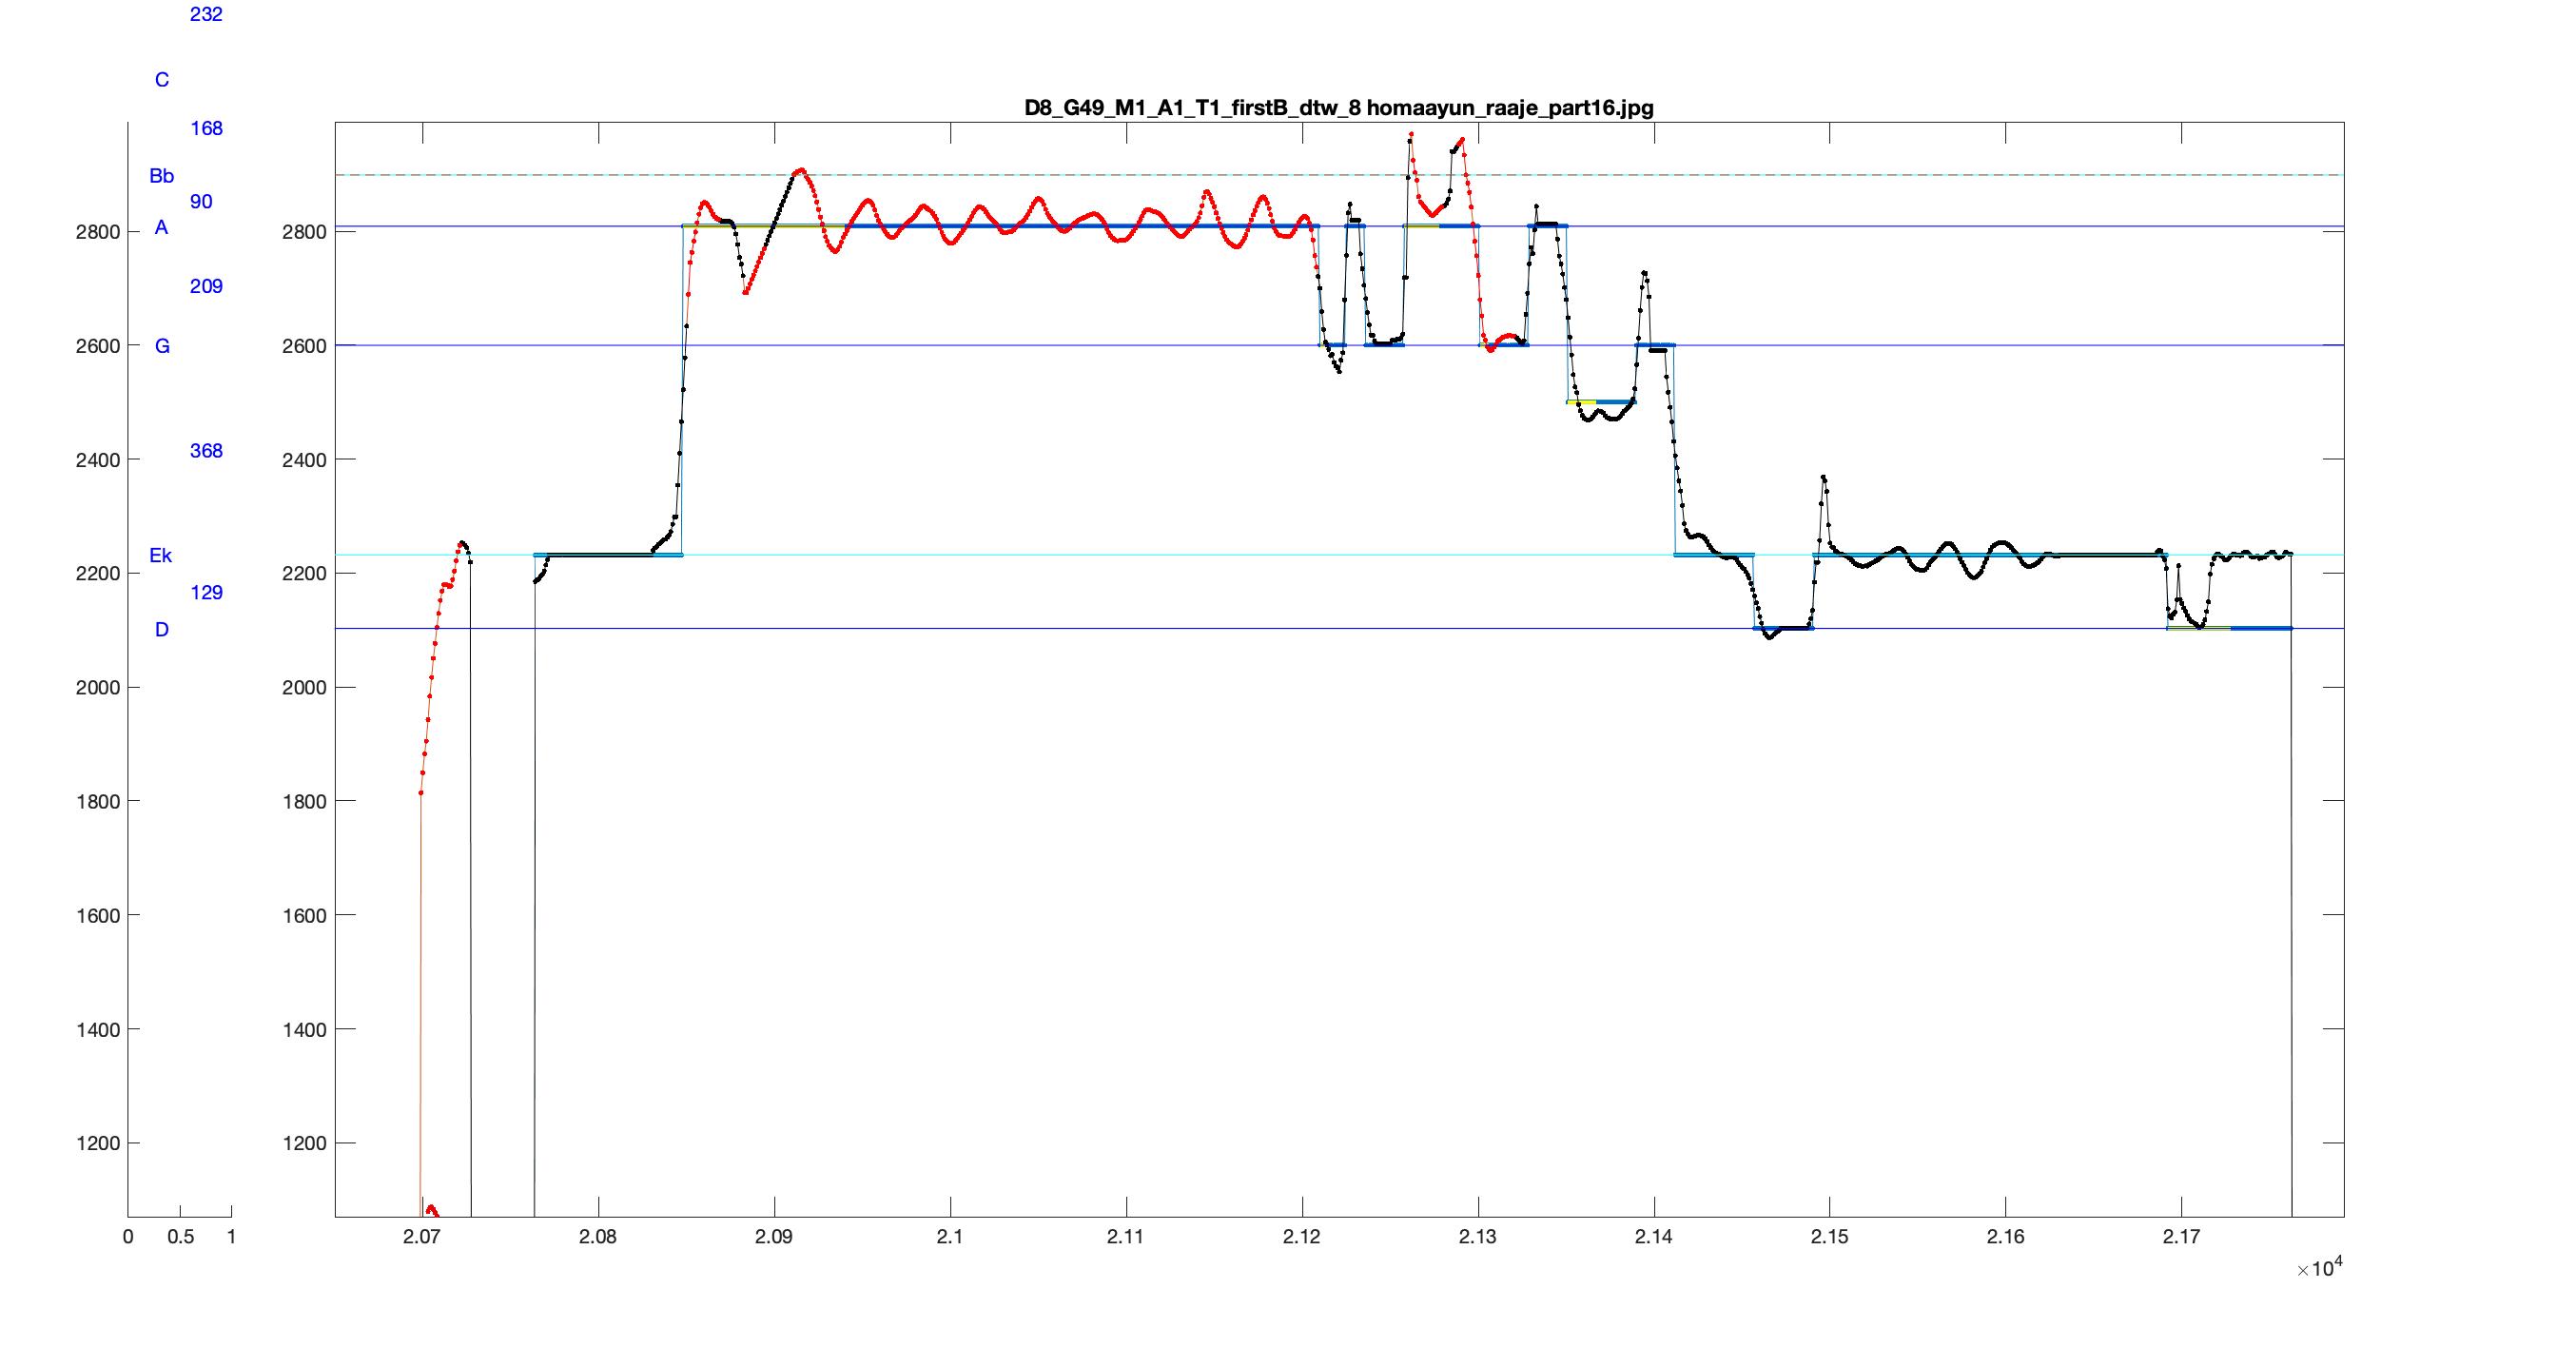 232
C
D8_G49_M1_A1_T1_firstB_dtw_8 homaayun_raaje_part16.jpg
168
Bb
90
2800 A 2800
209
2600 G 2600
368
2400 2400
Ek
2200 2200
129
D
2000 2000
1800 1800
1600 1600
1400 1400
1200 1200
0 0.5 1 2.07 2.08 2.09 2.1 2.11 2.12 2.13 2.14 2.15 2.16 2.17
×10^4